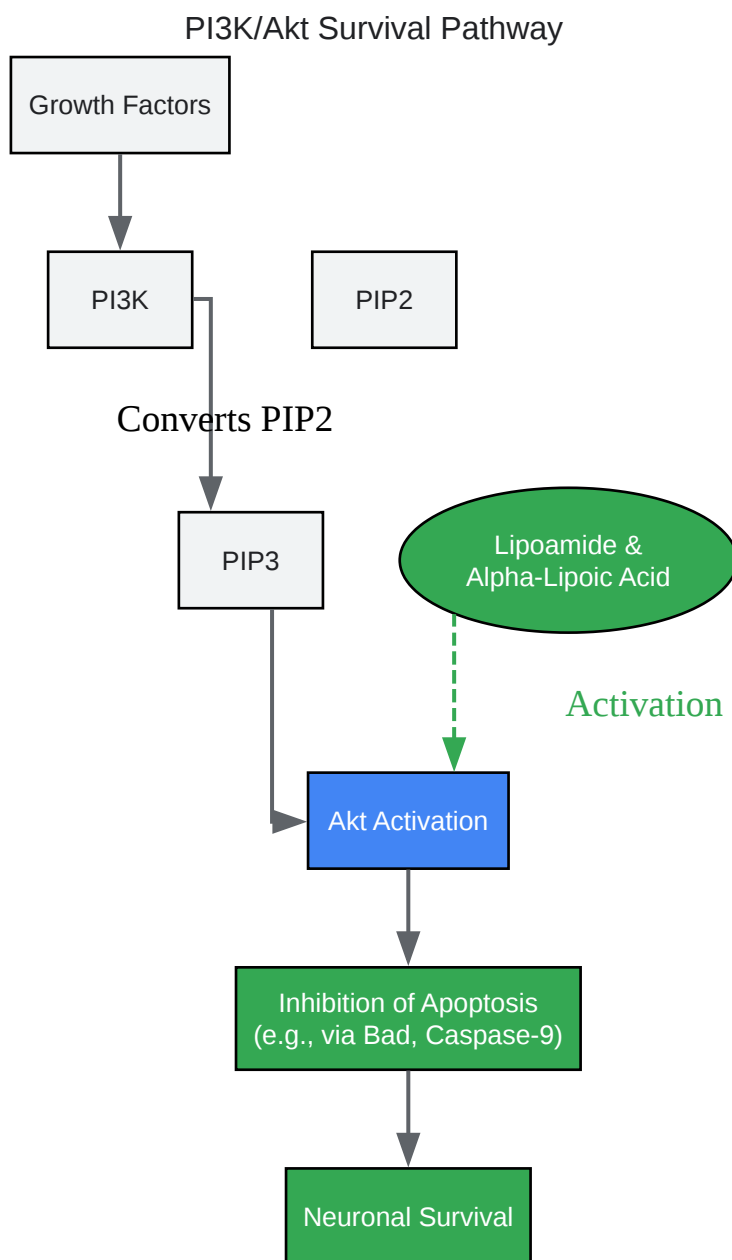 PI3K/Akt Survival Pathway
Growth Factors
PI3K
PIP2
Converts PIP2
PIP3
Lipoamide &
Alpha-Lipoic Acid
Activation
Akt Activation
Inhibition of Apoptosis
(e.g., via Bad, Caspase-9)
Neuronal Survival